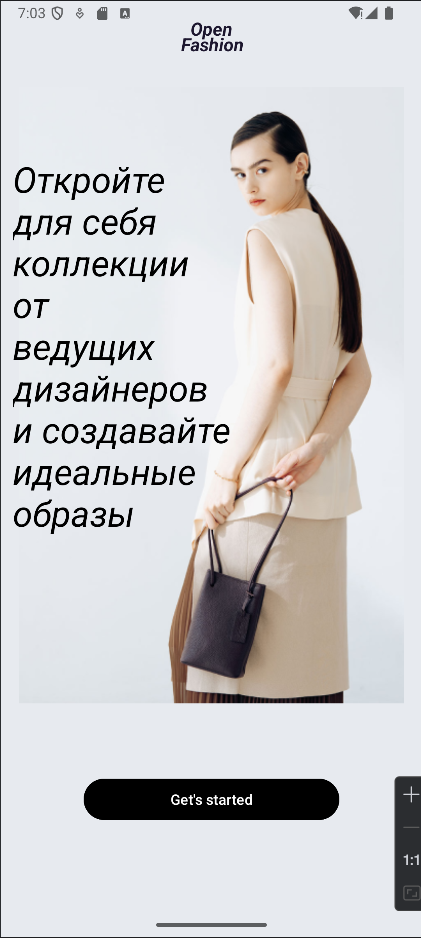 7:03
Open
Fashion
Откройте
для себя
коллекции
от
ведущих
дизайнеров
и создавайте
идеальные
образы
Get's started
1:1